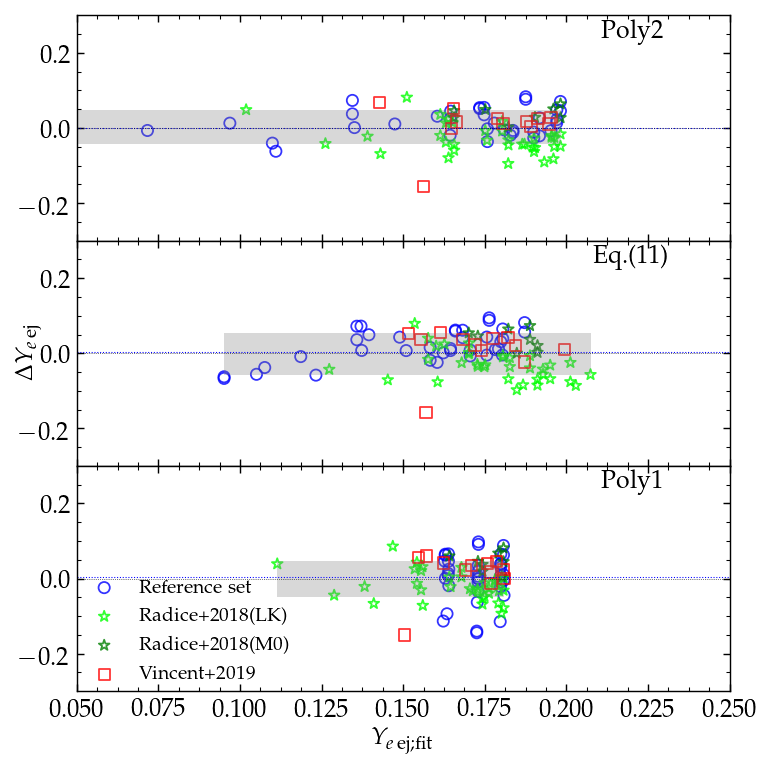 Poly2
0.2
0.0
−0.2
Eq.(11)
0.2
0.0
−0.2
ΔY_{e ej}
Poly1
0.2
0.0
−0.2
Reference set
Radice+2018(LK)
Radice+2018(M0)
Vincent+2019
0.050 0.075 0.100 0.125 0.150 0.175 0.200 0.225 0.250
Y_{e ej;fit}